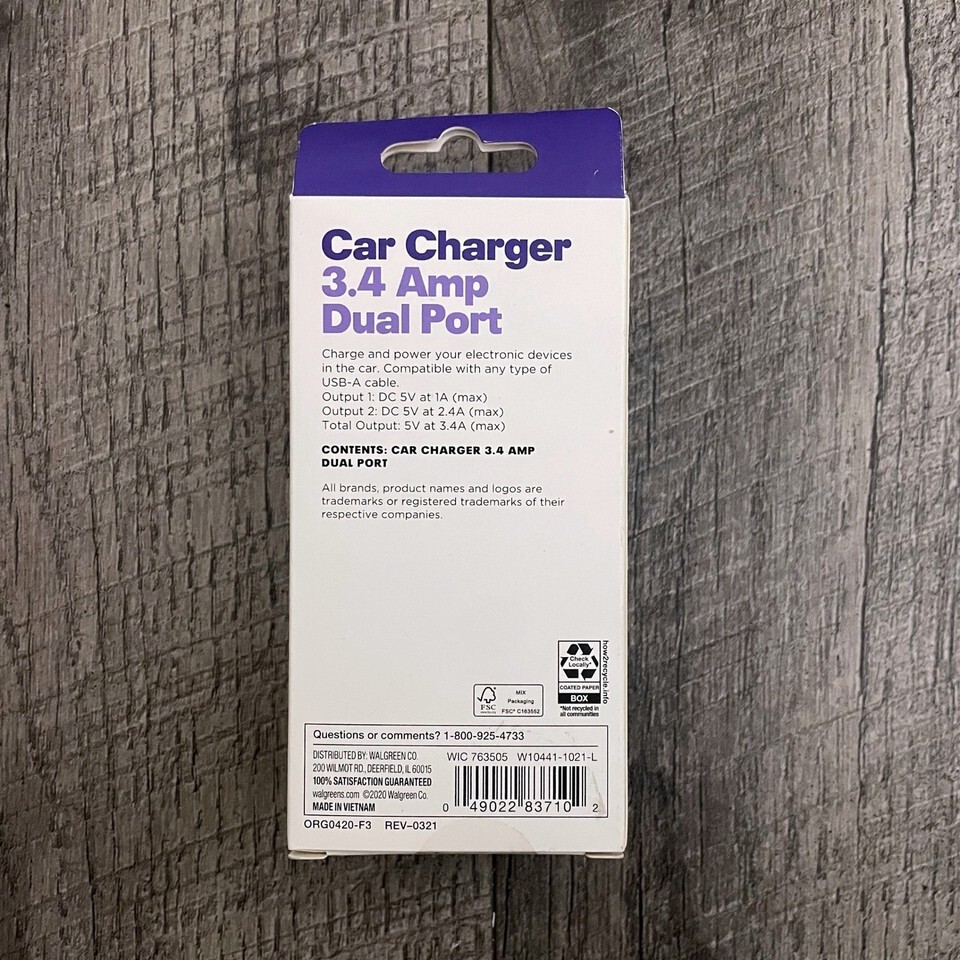 Car Charger
3.4 Amp
Dual Port
Charge and power your electronic devices
in the car. Compatible with any type of
USB-A cable.
Output 1: DC 5V at 1A (max)
Output 2: DC 5V at 2.4A (max)
Total Output: 5V at 3.4A (max)
CONTENTS: CAR CHARGER 3.4 AMP
DUAL PORT
All brands, product names and logos are
trademarks or registered trademarks of their
respective companies.
Check
Locally*
COATED PAPER
BOX
*Not recycled in
all communities
how2recycle.info
FSC
MIX
Packaging
FSC® C163552
Questions or comments? 1-800-925-4733
DISTRIBUTED BY: WALGREEN CO.
200 WILMOT RD., DEERFIELD, IL 60015
100% SATISFACTION GUARANTEED
walgreens.com ©2020 Walgreen Co.
MADE IN VIETNAM
WIC 763505 W10441-1021-L
0 49022 83710 2
ORG0420-F3 REV-0321